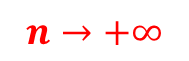 n → +∞